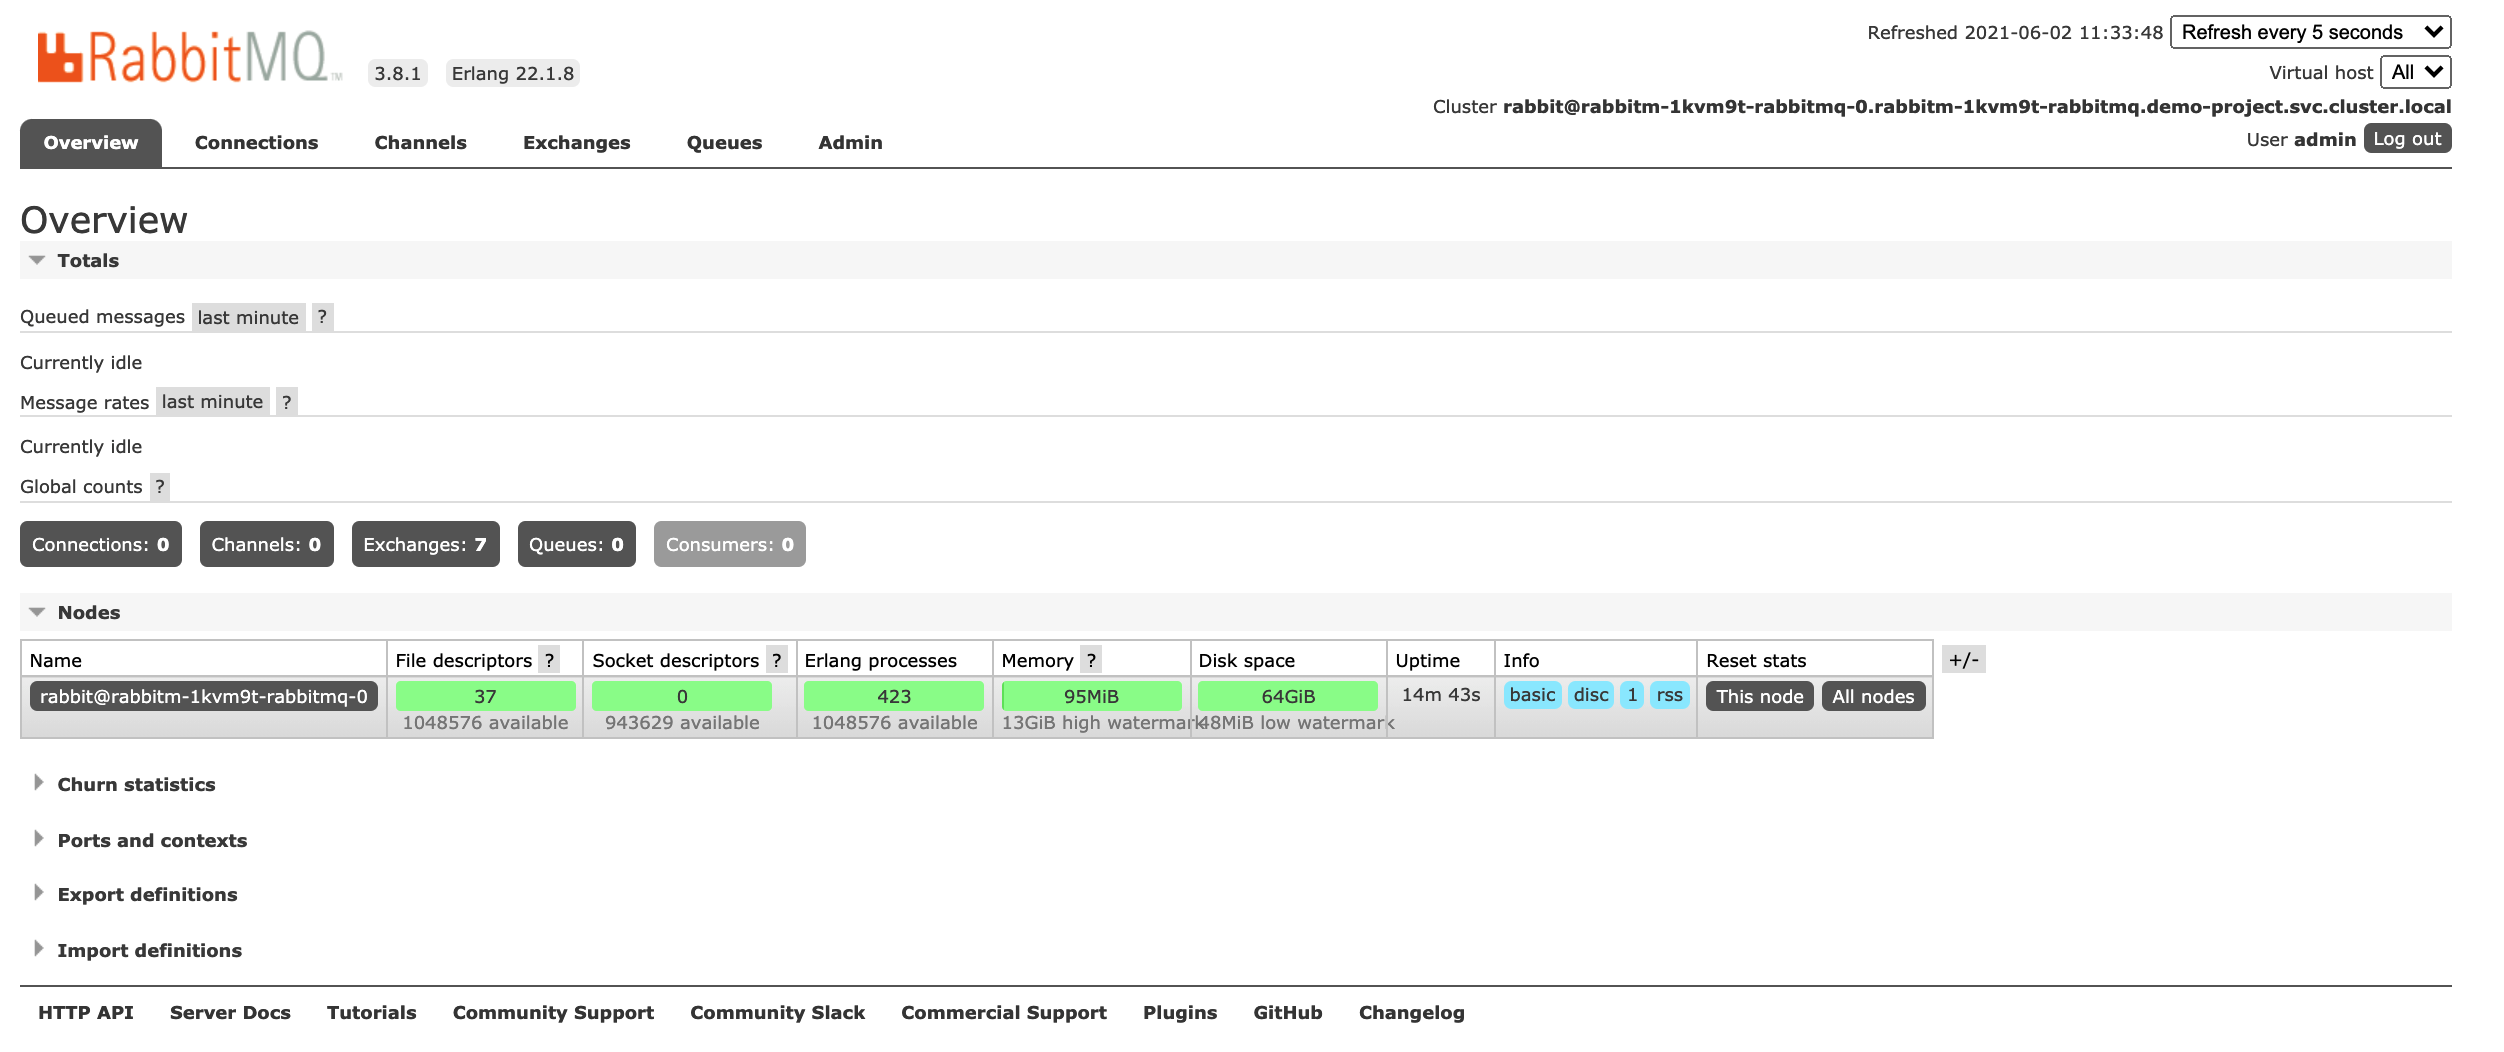 RabbitMQ™ 3.8.1 Erlang 22.1.8
Refreshed 2021-06-02 11:33:48 Refresh every 5 seconds
Virtual host All
Cluster rabbit@rabbitm-1kvm9t-rabbitmq-0.rabbitm-1kvm9t-rabbitmq.demo-project.svc.cluster.local
User admin Log out
Overview Connections Channels Exchanges Queues Admin
Overview
Totals
Queued messages last minute ?
Currently idle
Message rates last minute ?
Currently idle
Global counts ?
Connections: 0 Channels: 0 Exchanges: 7 Queues: 0 Consumers: 0
Nodes
Name File descriptors ? Socket descriptors ? Erlang processes Memory ? Disk space Uptime Info Reset stats +/-
rabbit@rabbitm-1kvm9t-rabbitmq-0 37 0 423 95MiB 64GiB 14m 43s basic disc 1 rss This node All nodes
1048576 available 943629 available 1048576 available 13GiB high watermark 48MiB low watermark
Churn statistics
Ports and contexts
Export definitions
Import definitions
HTTP API Server Docs Tutorials Community Support Community Slack Commercial Support Plugins GitHub Changelog